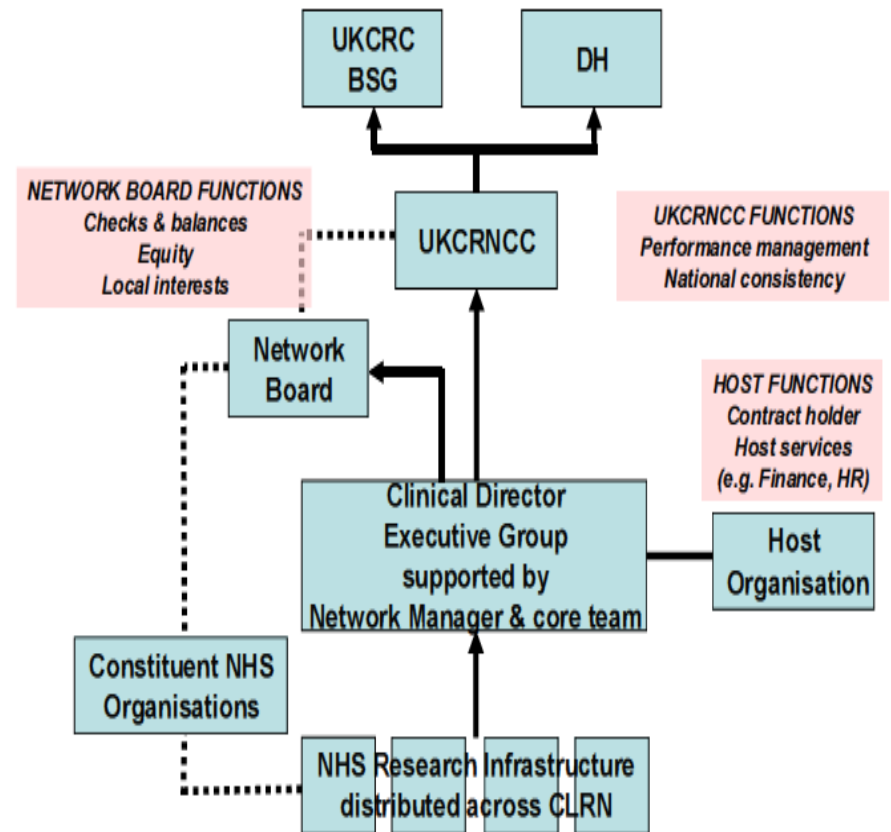 UKCRC
BSG
DH
NETWORK BOARD FUNCTIONS
Checks & balances
Equity
Local interests
UKCRNCC
UKCRNCC FUNCTIONS
Performance management
National consistency
Network
Board
HOST FUNCTIONS
Contract holder
Host services
(e.g. Finance, HR)
Clinical Director
Executive Group
supported by
Network Manager & core team
Host
Organisation
Constituent NHS
Organisations
NHS Research Infrastructure
distributed across CLRN